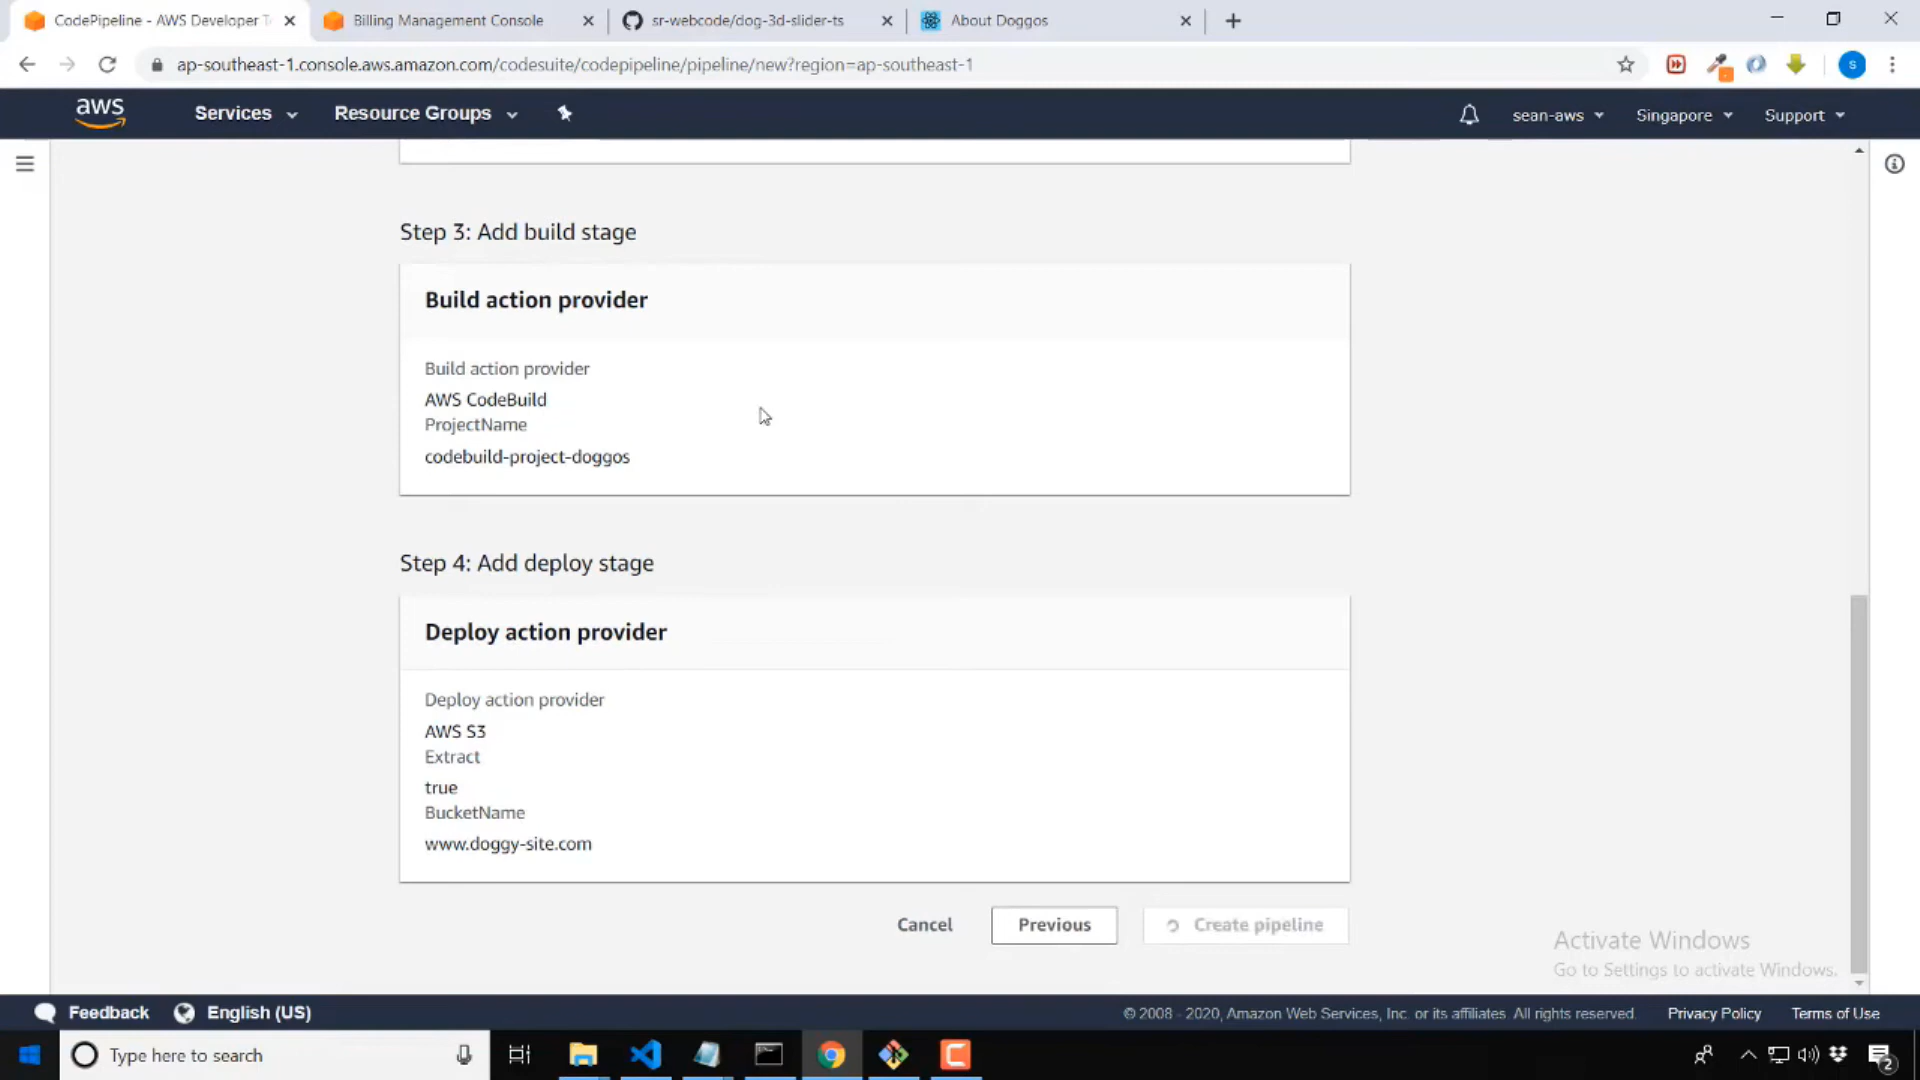 CodePipeline - AWS Developer T
Billing Management Console
sr-webcode/dog-3d-slider-ts
About Doggos
ap-southeast-1.console.aws.amazon.com/codesuite/codepipeline/pipeline/new?region=ap-southeast-1
S
aws
Services
Resource Groups
sean-aws
Singapore
Support
Step 3: Add build stage
Build action provider
Build action provider
AWS CodeBuild
ProjectName
codebuild-project-doggos
Step 4: Add deploy stage
Deploy action provider
Deploy action provider
AWS S3
Extract
true
BucketName
www.doggy-site.com
Cancel
Previous
Create pipeline
Activate Windows
Go to Settings to activate Windows.
Feedback
English (US)
© 2008 - 2020, Amazon Web Services, Inc. or its affiliates. All rights reserved.
Privacy Policy
Terms of Use
Type here to search
2